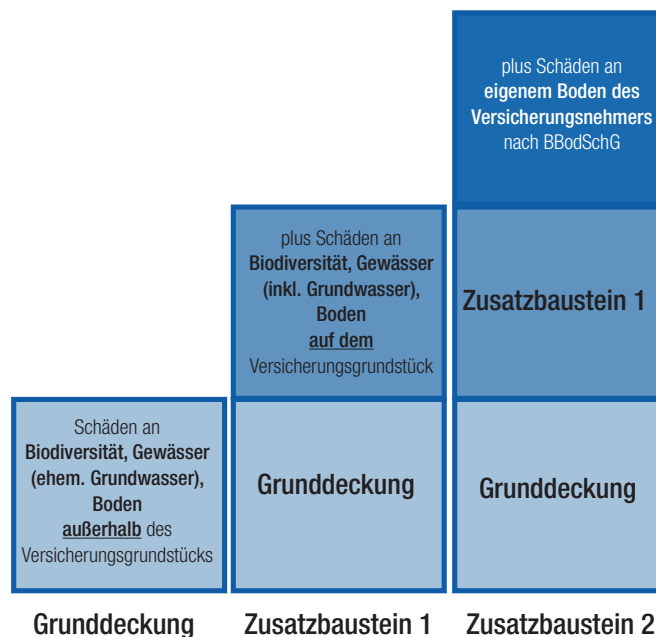 plus Schäden an
eigenem Boden des
Versicherungsnehmers
nach BBodSchG
plus Schäden an
Biodiversität, Gewässer
(inkl. Grundwasser),
Boden
auf dem
Versicherungsgrundstück
Zusatzbaustein 1
Schäden an
Biodiversität, Gewässer
(ehem. Grundwasser),
Boden
außerhalb des
Versicherungsgrundstücks
Grunddeckung
Grunddeckung
Grunddeckung
Zusatzbaustein 1
Zusatzbaustein 2